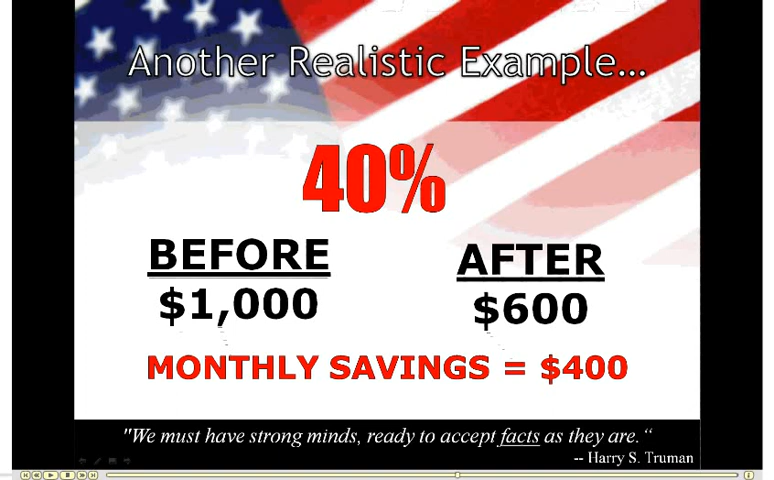 Another Realistic Example...
40%
BEFORE
AFTER
$1,000
$600
MONTHLY SAVINGS = $400
"We must have strong minds, ready to accept facts as they are.“
-- Harry S. Truman